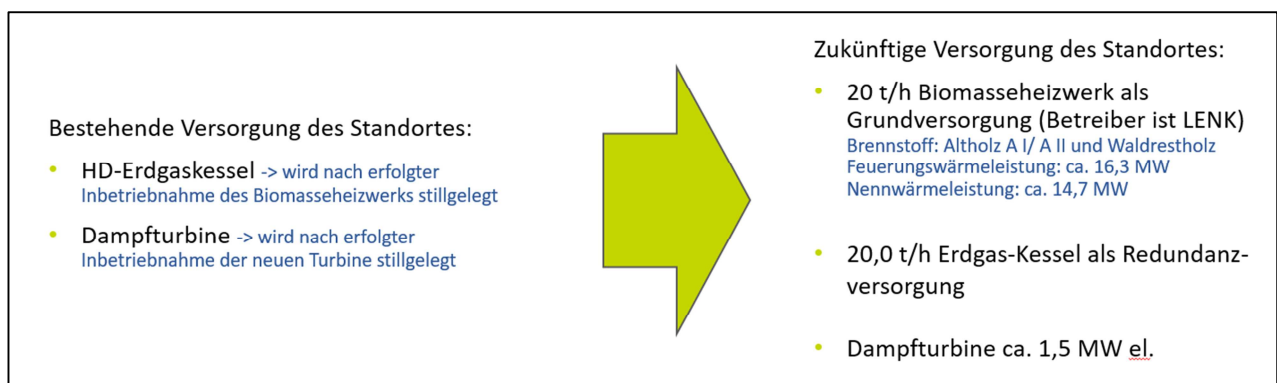 Bestehende Versorgung des Standortes:
• HD-Erdgaskessel -> wird nach erfolgter
Inbetriebnahme des Biomasseheizwerks stillgelegt
• Dampfturbine -> wird nach erfolgter
Inbetriebnahme der neuen Turbine stillgelegt
Zukünftige Versorgung des Standortes:
• 20 t/h Biomasseheizwerk als
Grundversorgung (Betreiber ist LENK)
Brennstoff: Altholz A I/ A II und Waldrestholz
Feuerungswärmeleistung: ca. 16,3 MW
Nennwärmeleistung: ca. 14,7 MW
• 20,0 t/h Erdgas-Kessel als Redundanz-
versorgung
• Dampfturbine ca. 1,5 MW el.